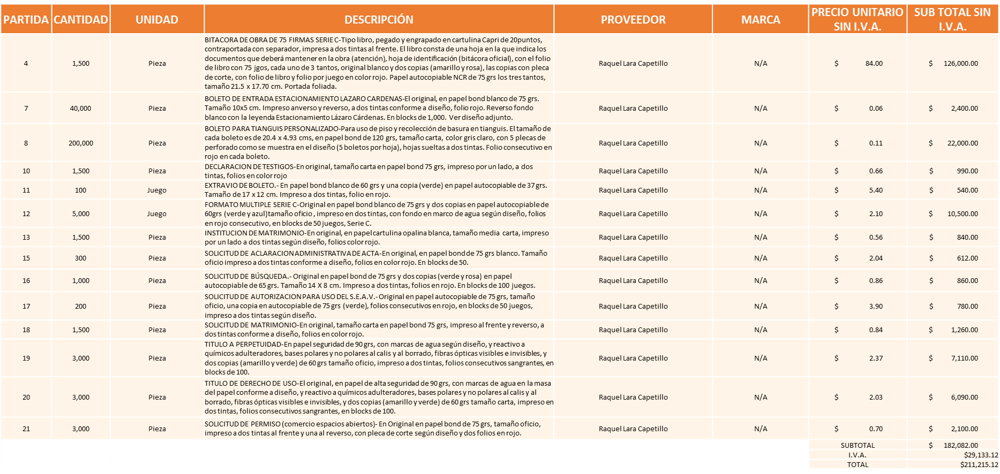 PARTIDA CANTIDAD UNIDAD DESCRIPCIÓN PROVEEDOR MARCA PRECIO UNITARIO SIN I.V.A. SUB TOTAL SIN I.V.A.
BITACORA DE OBRA DE 75 FIRMAS SERIE C-Tipo libro, pegado y engrapado en cartulina Capri de 20puntos,
contraportada con separador, impresa a dos tintas al frente. El libro consta de una hoja en la que indica los
documentos que deberá mantener en la obra (atención), hoja de identificación (bitácora oficial), con el folio
4 1,500 Pieza de libro con 75 jgos, cada uno de 3 tantos, original blanco y dos copias (amarillo y rosa), las copias con pleca Raquel Lara Capetillo N/A $ 84.00 $ 126,000.00
de corte, con folio de libro y folio por juego en color rojo. Papel autocopiable NCR de 75 grs los tres tantos,
tamaño 21.5 x 17.70 cm. Portada foliada.
BOLETO DE ENTRADA ESTACIONAMIENTO LAZARO CARDENAS-El original, en papel bond blanco de 75 grs.
7 40,000 Pieza Tamaño 10x5 cm. Impreso anverso y reverso, a dos tintas conforme a diseño, folio rojo. Reverso fondo Raquel Lara Capetillo N/A $ 0.06 $ 2,400.00
blanco con la leyenda Estacionamiento Lázaro Cárdenas. En blocks de 1,000. Ver diseño adjunto.
BOLETO PARA TIANGUIS PERSONALIZADO-Para uso de piso y recolección de basura en tianguis. El tamaño de
cada boleto es de 20.4 x 4.93 cms, en papel bond de 120 grs, tamaño carta, color gris claro, con 5 plecas de
8 200,000 Pieza perforado como se muestra en el diseño (5 boletos por hoja), hojas sueltas a dos tintas. Folio consecutivo en Raquel Lara Capetillo N/A $ 0.11 $ 22,000.00
rojo en cada boleto.
10 1,500 Pieza DECLARACION DE TESTIGOS-En original, tamaño carta en papel bond 75 grs, impreso por un lado, a dos Raquel Lara Capetillo N/A $ 0.66 $ 990.00
tintas, folios en color rojo
11 100 Juego EXTRAVIO DE BOLETO.- En papel bond blanco de 60 grs y una copia (verde) en papel autocopiable de 37 grs. Raquel Lara Capetillo N/A $ 5.40 $ 540.00
Tamaño de 17 x 12 cm. Impreso a dos tintas, folio en rojo.
FORMATO MULTIPLE SERIE C-Original en papel bond blanco de 75 grs y dos copias en papel autocopiable de
12 5,000 Juego 60grs (verde y azul)tamaño oficio , impreso en dos tintas, con fondo en marco de agua según diseño, folios Raquel Lara Capetillo N/A $ 2.10 $ 10,500.00
en rojo consecutivo, en blocks de 50 juegos, Serie C.
13 1,500 Pieza INSTITUCION DE MATRIMONIO-En original, en papel cartulina opalina blanca, tamaño media carta, impreso Raquel Lara Capetillo N/A $ 0.56 $ 840.00
por un lado a dos tintas según diseño, folios color rojo.
15 300 Pieza SOLICITUD DE ACLARACION ADMINISTRATIVA DE ACTA-En original, en papel bond de 75 grs blanco. Tamaño Raquel Lara Capetillo N/A $ 2.04 $ 612.00
oficio impreso a dos tintas conforme a diseño, folios en color rojo. En blocks de 50.
16 1,000 Pieza SOLICITUD DE BÚSQUEDA.- Original en papel bond de 75 grs y dos copias (verde y rosa) en papel Raquel Lara Capetillo N/A $ 0.86 $ 860.00
autocopiable de 65 grs. Tamaño 14 X 8 cm. Impreso a dos tintas, folios en rojo. En blocks de 100 juegos.
SOLICITUD DE AUTORIZACION PARA USO DEL S.E.A.V.- Original en papel autocopiable de 75 grs, tamaño
17 200 Pieza oficio, una copia en autocopiable de 75 grs (verde), folios consecutivos en rojo, en blocks de 50 juegos, Raquel Lara Capetillo N/A $ 3.90 $ 780.00
impreso a dos tintas según diseño.
18 1,500 Pieza SOLICITUD DE MATRIMONIO-En original, tamaño carta en papel bond 75 grs, impreso al frente y reverso, a Raquel Lara Capetillo N/A $ 0.84 $ 1,260.00
dos tintas conforme a diseño, folios en color rojo.
TITULO A PERPETUIDAD-En papel seguridad de 90 grs, con marcas de agua según diseño, y reactivo a
químicos adulteradores, bases polares y no polares al calis y al borrado, fibras ópticas visibles e invisibles, y
19 3,000 Pieza dos copias (amarillo y verde) de 60 grs tamaño oficio, impreso a dos tintas, folios consecutivos sangrantes, en Raquel Lara Capetillo N/A $ 2.37 $ 7,110.00
blocks de 100.
TITULO DE DERECHO DE USO-El original, en papel de alta seguridad de 90 grs, con marcas de agua en la masa
del papel conforme a diseño, y reactivo a químicos adulteradores, bases polares y no polares al calis y al
20 3,000 Pieza borrado, fibras ópticas visibles e invisibles, y dos copias (amarillo y verde) de 60 grs tamaño carta, impreso en Raquel Lara Capetillo N/A $ 2.03 $ 6,090.00
dos tintas, folios consecutivos sangrantes, en blocks de 100.
21 3,000 Pieza SOLICITUD DE PERMISO (comercio espacios abiertos)- En Original en papel bond de 75 grs, tamaño oficio, Raquel Lara Capetillo N/A $ 0.70 $ 2,100.00
impreso a dos tintas al frente y una al reverso, con pleca de corte según diseño y dos folios en rojo.
SUBTOTAL $ 182,082.00
I.V.A. $29,133.12
TOTAL $211,215.12